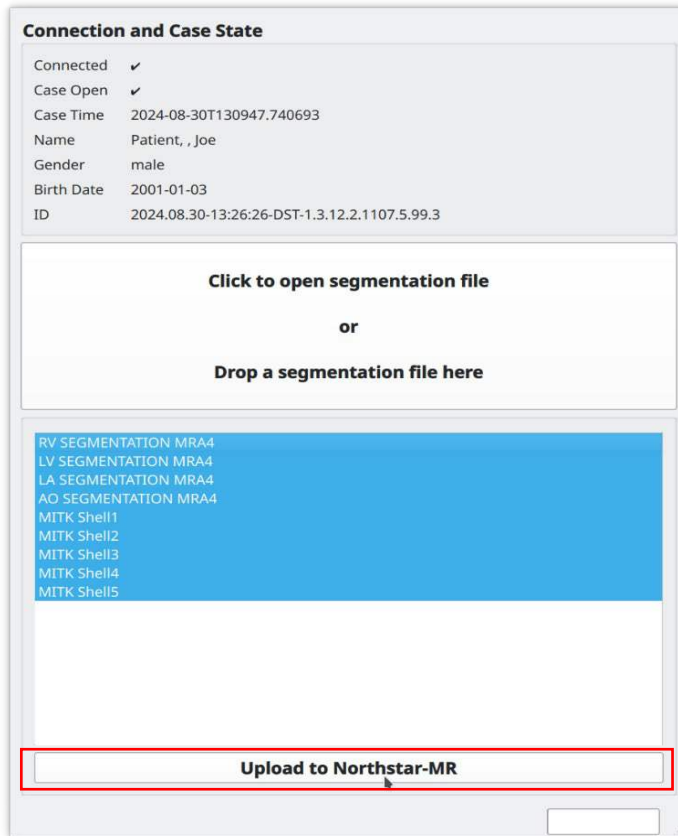 Connection and Case State
Connected ✔
Case Open ✔
Case Time 2024-08-30T130947.740693
Name Patient, , Joe
Gender male
Birth Date 2001-01-03
ID 2024.08.30-13:26:26-DST-1.3.12.2.1107.5.99.3
Click to open segmentation file
or
Drop a segmentation file here
RV SEGMENTATION MRA4
LV SEGMENTATION MRA4
LA SEGMENTATION MRA4
AO SEGMENTATION MRA4
MITK Shell1
MITK Shell2
MITK Shell3
MITK Shell4
MITK Shell5
Upload to Northstar-MR